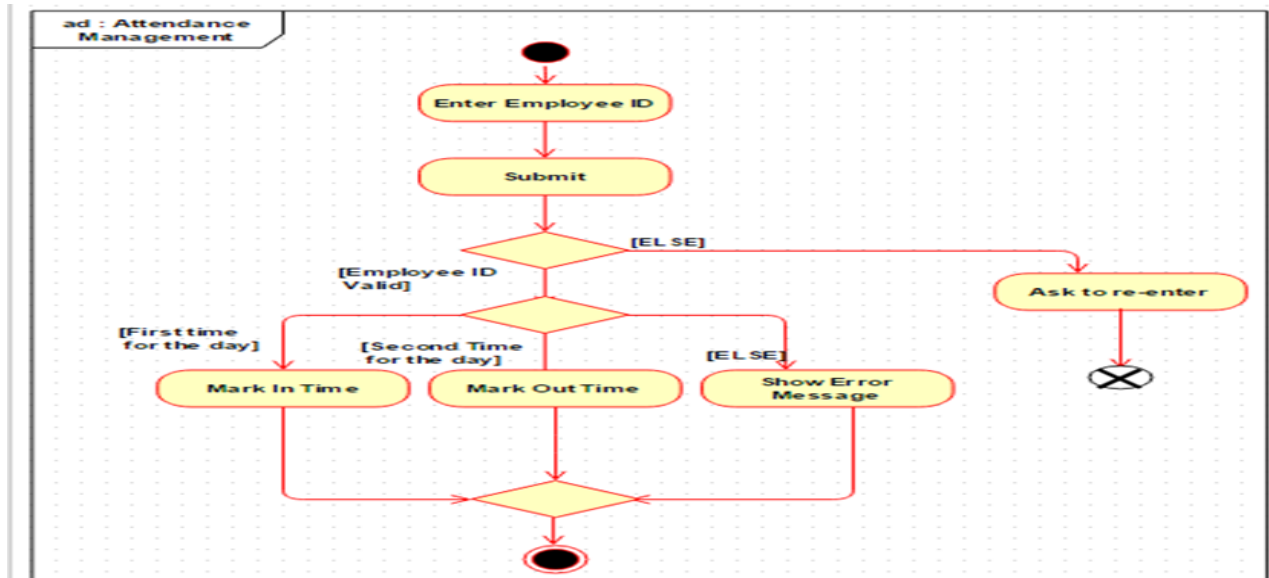 ad : Attendance
Management
Enter Employee ID
Submit
[ELSE]
[Employee ID
Valid]
Ask to re-enter
[First time
for the day]
[Second Time
for the day]
[ELSE]
Mark In Time
Mark Out Time
Show Error
Message